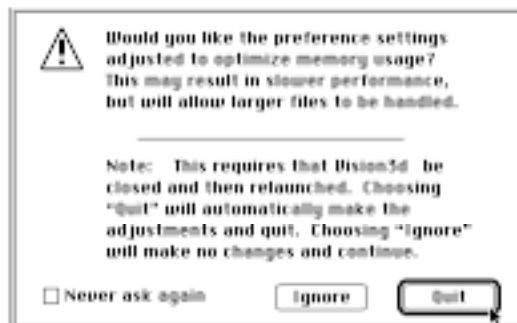 Would you like the preference settings
adjusted to optimize memory usage?
This may result in slower performance,
but will allow larger files to be handled.
Note: This requires that Vision3d be
closed and then relaunched. Choosing
"Quit" will automatically make the
adjustments and quit. Choosing "Ignore"
will make no changes and continue.
Never ask again
Ignore
Quit